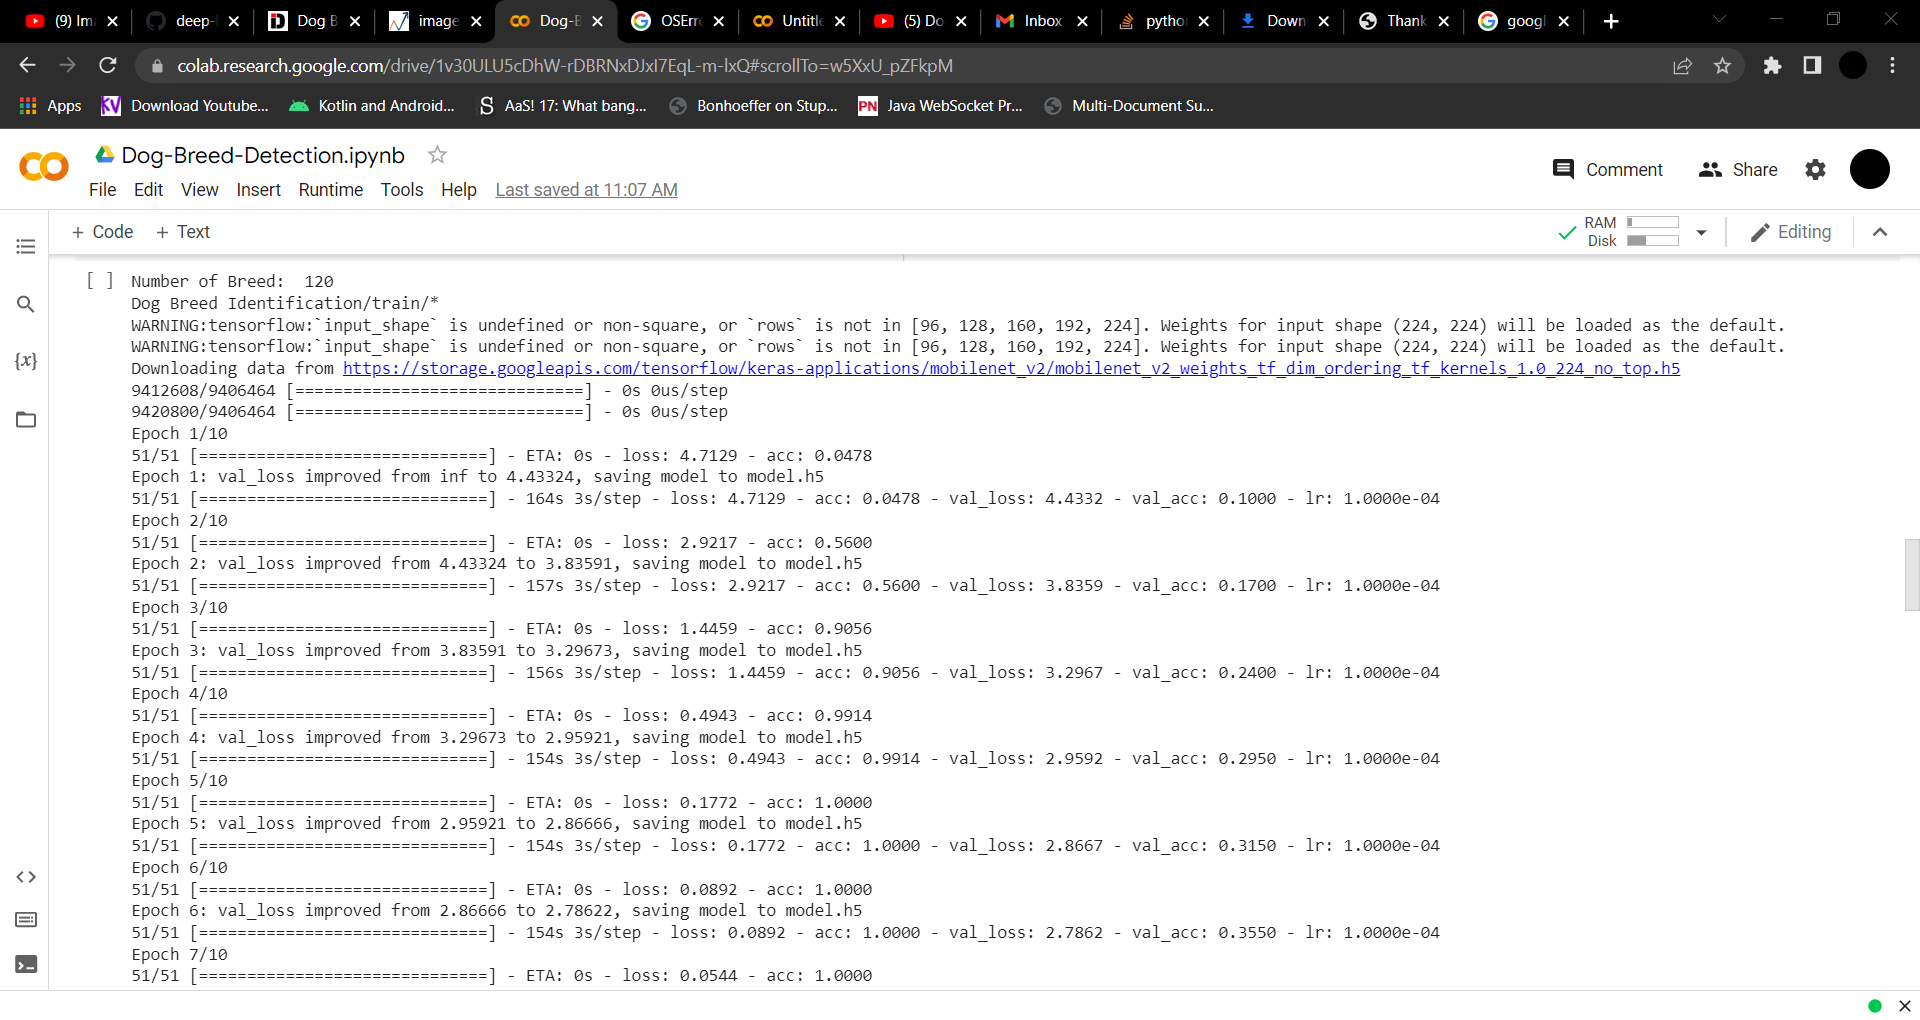 (9) Im
deep-
Dog B
image
Dog-B
OSErr
Untitl
(5) Do
Inbox
pytho
Down
Thank
googl
colab.research.google.com/drive/1v30ULU5cDhW-rDBRNxDJxI7EqL-m-lxQ#scrollTo=w5XxU_pZFkpM
Apps
Download Youtube...
Kotlin and Android...
AaS! 17: What bang...
Bonhoeffer on Stup...
PN Java WebSocket Pr...
Multi-Document Su...
Dog-Breed-Detection.ipynb
File Edit View Insert Runtime Tools Help Last saved at 11:07 AM
Comment
Share
+ Code + Text
RAM
Disk
Editing
[ ] Number of Breed:  120
Dog Breed Identification/train/*
WARNING:tensorflow:`input_shape` is undefined or non-square, or `rows` is not in [96, 128, 160, 192, 224]. Weights for input shape (224, 224) will be loaded as the default.
WARNING:tensorflow:`input_shape` is undefined or non-square, or `rows` is not in [96, 128, 160, 192, 224]. Weights for input shape (224, 224) will be loaded as the default.
Downloading data from https://storage.googleapis.com/tensorflow/keras-applications/mobilenet_v2/mobilenet_v2_weights_tf_dim_ordering_tf_kernels_1.0_224_no_top.h5
9412608/9406464 [==============================] - 0s 0us/step
9420800/9406464 [==============================] - 0s 0us/step
Epoch 1/10
51/51 [==============================] - ETA: 0s - loss: 4.7129 - acc: 0.0478
Epoch 1: val_loss improved from inf to 4.43324, saving model to model.h5
51/51 [==============================] - 164s 3s/step - loss: 4.7129 - acc: 0.0478 - val_loss: 4.4332 - val_acc: 0.1000 - lr: 1.0000e-04
Epoch 2/10
51/51 [==============================] - ETA: 0s - loss: 2.9217 - acc: 0.5600
Epoch 2: val_loss improved from 4.43324 to 3.83591, saving model to model.h5
51/51 [==============================] - 157s 3s/step - loss: 2.9217 - acc: 0.5600 - val_loss: 3.8359 - val_acc: 0.1700 - lr: 1.0000e-04
Epoch 3/10
51/51 [==============================] - ETA: 0s - loss: 1.4459 - acc: 0.9056
Epoch 3: val_loss improved from 3.83591 to 3.29673, saving model to model.h5
51/51 [==============================] - 156s 3s/step - loss: 1.4459 - acc: 0.9056 - val_loss: 3.2967 - val_acc: 0.2400 - lr: 1.0000e-04
Epoch 4/10
51/51 [==============================] - ETA: 0s - loss: 0.4943 - acc: 0.9914
Epoch 4: val_loss improved from 3.29673 to 2.95921, saving model to model.h5
51/51 [==============================] - 154s 3s/step - loss: 0.4943 - acc: 0.9914 - val_loss: 2.9592 - val_acc: 0.2950 - lr: 1.0000e-04
Epoch 5/10
51/51 [==============================] - ETA: 0s - loss: 0.1772 - acc: 1.0000
Epoch 5: val_loss improved from 2.95921 to 2.86666, saving model to model.h5
51/51 [==============================] - 154s 3s/step - loss: 0.1772 - acc: 1.0000 - val_loss: 2.8667 - val_acc: 0.3150 - lr: 1.0000e-04
Epoch 6/10
51/51 [==============================] - ETA: 0s - loss: 0.0892 - acc: 1.0000
Epoch 6: val_loss improved from 2.86666 to 2.78622, saving model to model.h5
51/51 [==============================] - 154s 3s/step - loss: 0.0892 - acc: 1.0000 - val_loss: 2.7862 - val_acc: 0.3550 - lr: 1.0000e-04
Epoch 7/10
51/51 [==============================] - ETA: 0s - loss: 0.0544 - acc: 1.0000